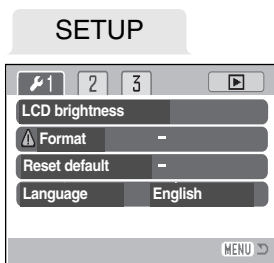 SETUP
1 2 3
LCD brightness
Format –
Reset default –
Language English
MENU